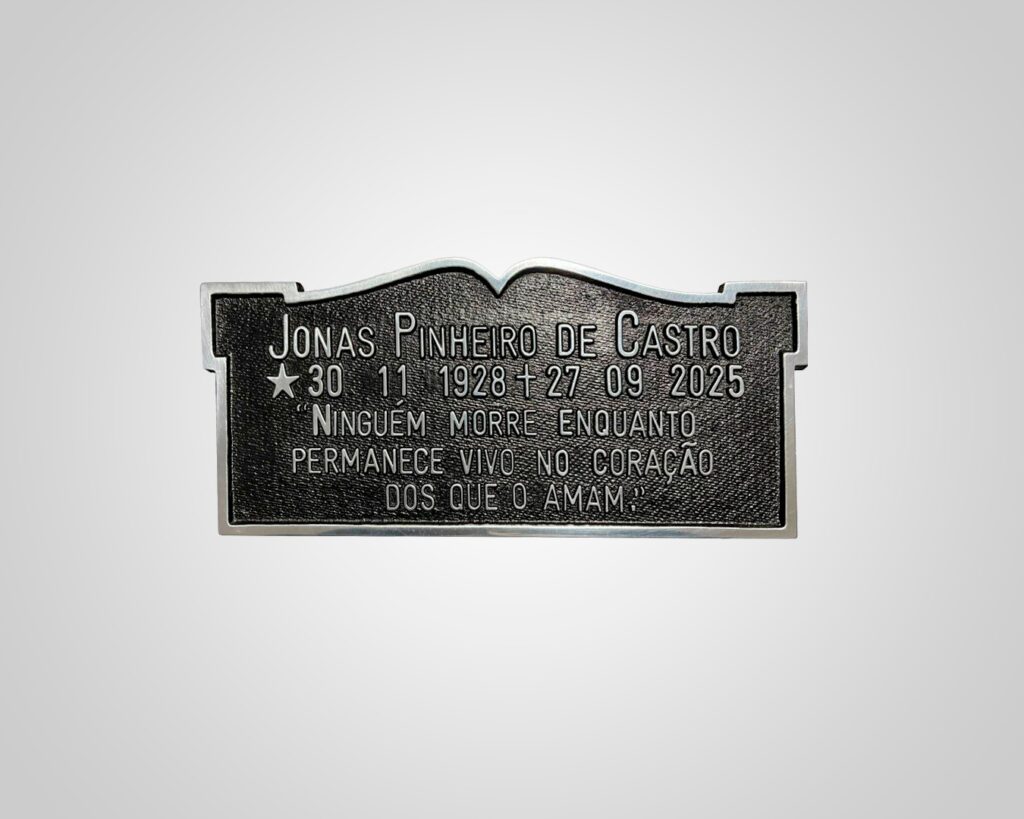 Jonas Pinheiro de Castro
★30 11 1928✝27 09 2025
“Ninguém morre enquanto
permanece vivo no coração
dos que o amam.”